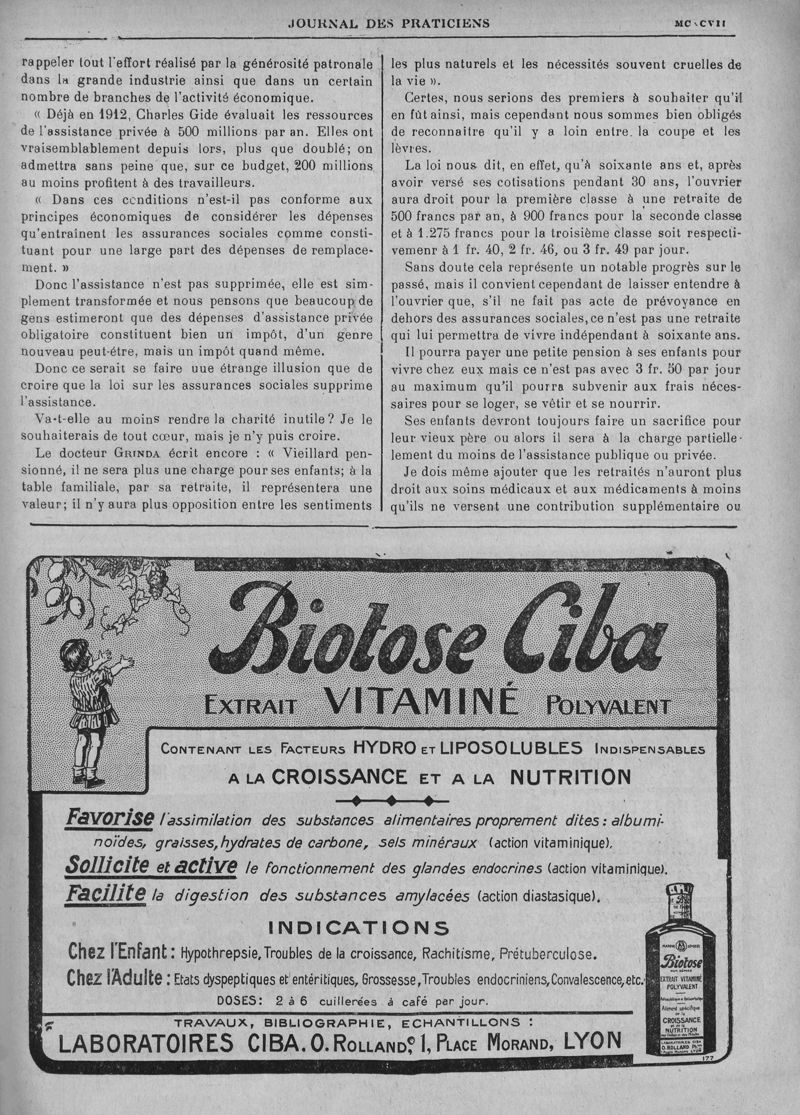 JOURNAL DES PRATICIENS
rappeler tout l'effort réalisé par la générosité patronale
dans la grande industrie ainsi que dans un certain
nombre de branches de l'activité économique.
« Déjà en 1912, Charles Gide évaluait les ressources
de l'assistance privée à 500 millions par an. Elles ont
vraisemblablement depuis lors, plus que doublé; on
admettra sans peine que, sur ce budget, 200 millions
au moins profitent à des travailleurs.
« Dans ces conditions n'est-il pas conforme aux
principes économiques de considérer les dépenses
qu'entraînent les assurances sociales comme consti-
tuant pour une large part des dépenses de remplace-
ment. »
Donc l'assistance n'est pas supprimée, elle est sim-
plement transformée et nous pensons que beaucoup de
gens estimeront que des dépenses d'assistance privée
obligatoire constituent bien un impôt, d'un genre
nouveau peut-être, mais un impôt quand même.
Donc ce serait se faire uue étrange illusion que de
croire que la loi sur les assurances sociales supprime
l'assistance.
Va-t-elle au moins rendre la charité inutile? Je le
souhaiterais de tout cœur, mais je n'y puis croire.
Le docteur GRINDA écrit encore : « Vieillard pen-
sionné, il ne sera plus une charge pour ses enfants; à la
table familiale, par sa retraite, il représentera une
valeur; il n'y aura plus opposition entre les sentiments
les plus naturels et les nécessités souvent cruelles de
la vie ».
Certes, nous serions des premiers à souhaiter qu'il
en fût ainsi, mais cependant nous sommes bien obligés
de reconnaître qu'il y a loin entre la coupe et les
lèvres.
La loi nous dit, en effet, qu'à soixante ans et, après
avoir versé ses cotisations pendant 30 ans, l'ouvrier
aura droit pour la première classe à une retraite de
500 francs par an, à 900 francs pour la seconde classe
et à 1.275 francs pour la troisième classe soit respecti-
vemenr à 1 fr. 40, 2 fr. 46, ou 3 fr. 49 par jour.
Sans doute cela représente un notable progrès sur le
passé, mais il convient cependant de laisser entendre à
l'ouvrier que, s'il ne fait pas acte de prévoyance en
dehors des assurances sociales, ce n'est pas une retraite
qui lui permettra de vivre indépendant à soixante ans.
Il pourra payer une petite pension à ses enfants pour
vivre chez eux mais ce n'est pas avec 3 fr. 50 par jour
au maximum qu'il pourra subvenir aux frais néces-
saires pour se loger, se vêtir et se nourrir.
Ses enfants devront toujours faire un sacrifice pour
leur vieux père ou alors il sera à la charge partielle-
lement du moins de l'assistance publique ou privée.
Je dois même ajouter que les retraités n'auront plus
droit aux soins médicaux et aux médicaments à moins
qu'ils ne versent une contribution supplémentaire ou
Biotose Ciba
EXTRAIT VITAMINÉ POLYVALENT
CONTENANT LES FACTEURS HYDRO ET LIPOSOLUBLES INDISPENSABLES
A LA CROISSANCE ET A LA NUTRITION
Favorise l'assimilation des substances alimentaires proprement dites : albumi-
noïdes, graisses, hydrates de carbone, sels minéraux (action vitaminique).
Sollicite et active le fonctionnement des glandes endocrines (action vitaminique).
Facilite la digestion des substances amylacées (action diastasique).
INDICATIONS
Chez l'Enfant : Hypothrepsie, Troubles de la croissance, Rachitisme, Prétuberculose.
Chez l'Adulte : Etats dyspeptiques et entéritiques, Grossesse, Troubles endocriniens, Convalescence, etc.
DOSES: 2 à 6 cuillerées à café par jour.
TRAVAUX, BIBLIOGRAPHIE, ECHANTILLONS :
LABORATOIRES CIBA. O. ROLLAND, 1, PLACE MORAND, LYON
Biotose
EXTRAIT VITAMINÉ
POLYVALENT
CROISSANCE
NUTRITION
177